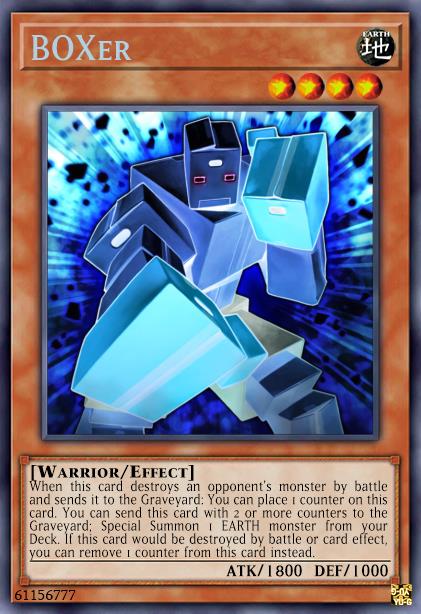 BOXER
EARTH
地
[WARRIOR/EFFECT]
When this card destroys an opponent's monster by battle
and sends it to the Graveyard: You can place 1 counter on this
card. You can send this card with 2 or more counters to the
Graveyard; Special Summon 1 EARTH monster from your
Deck. If this card would be destroyed by battle or card effect,
you can remove 1 counter from this card instead.
ATK/1800 DEF/1000
61156777